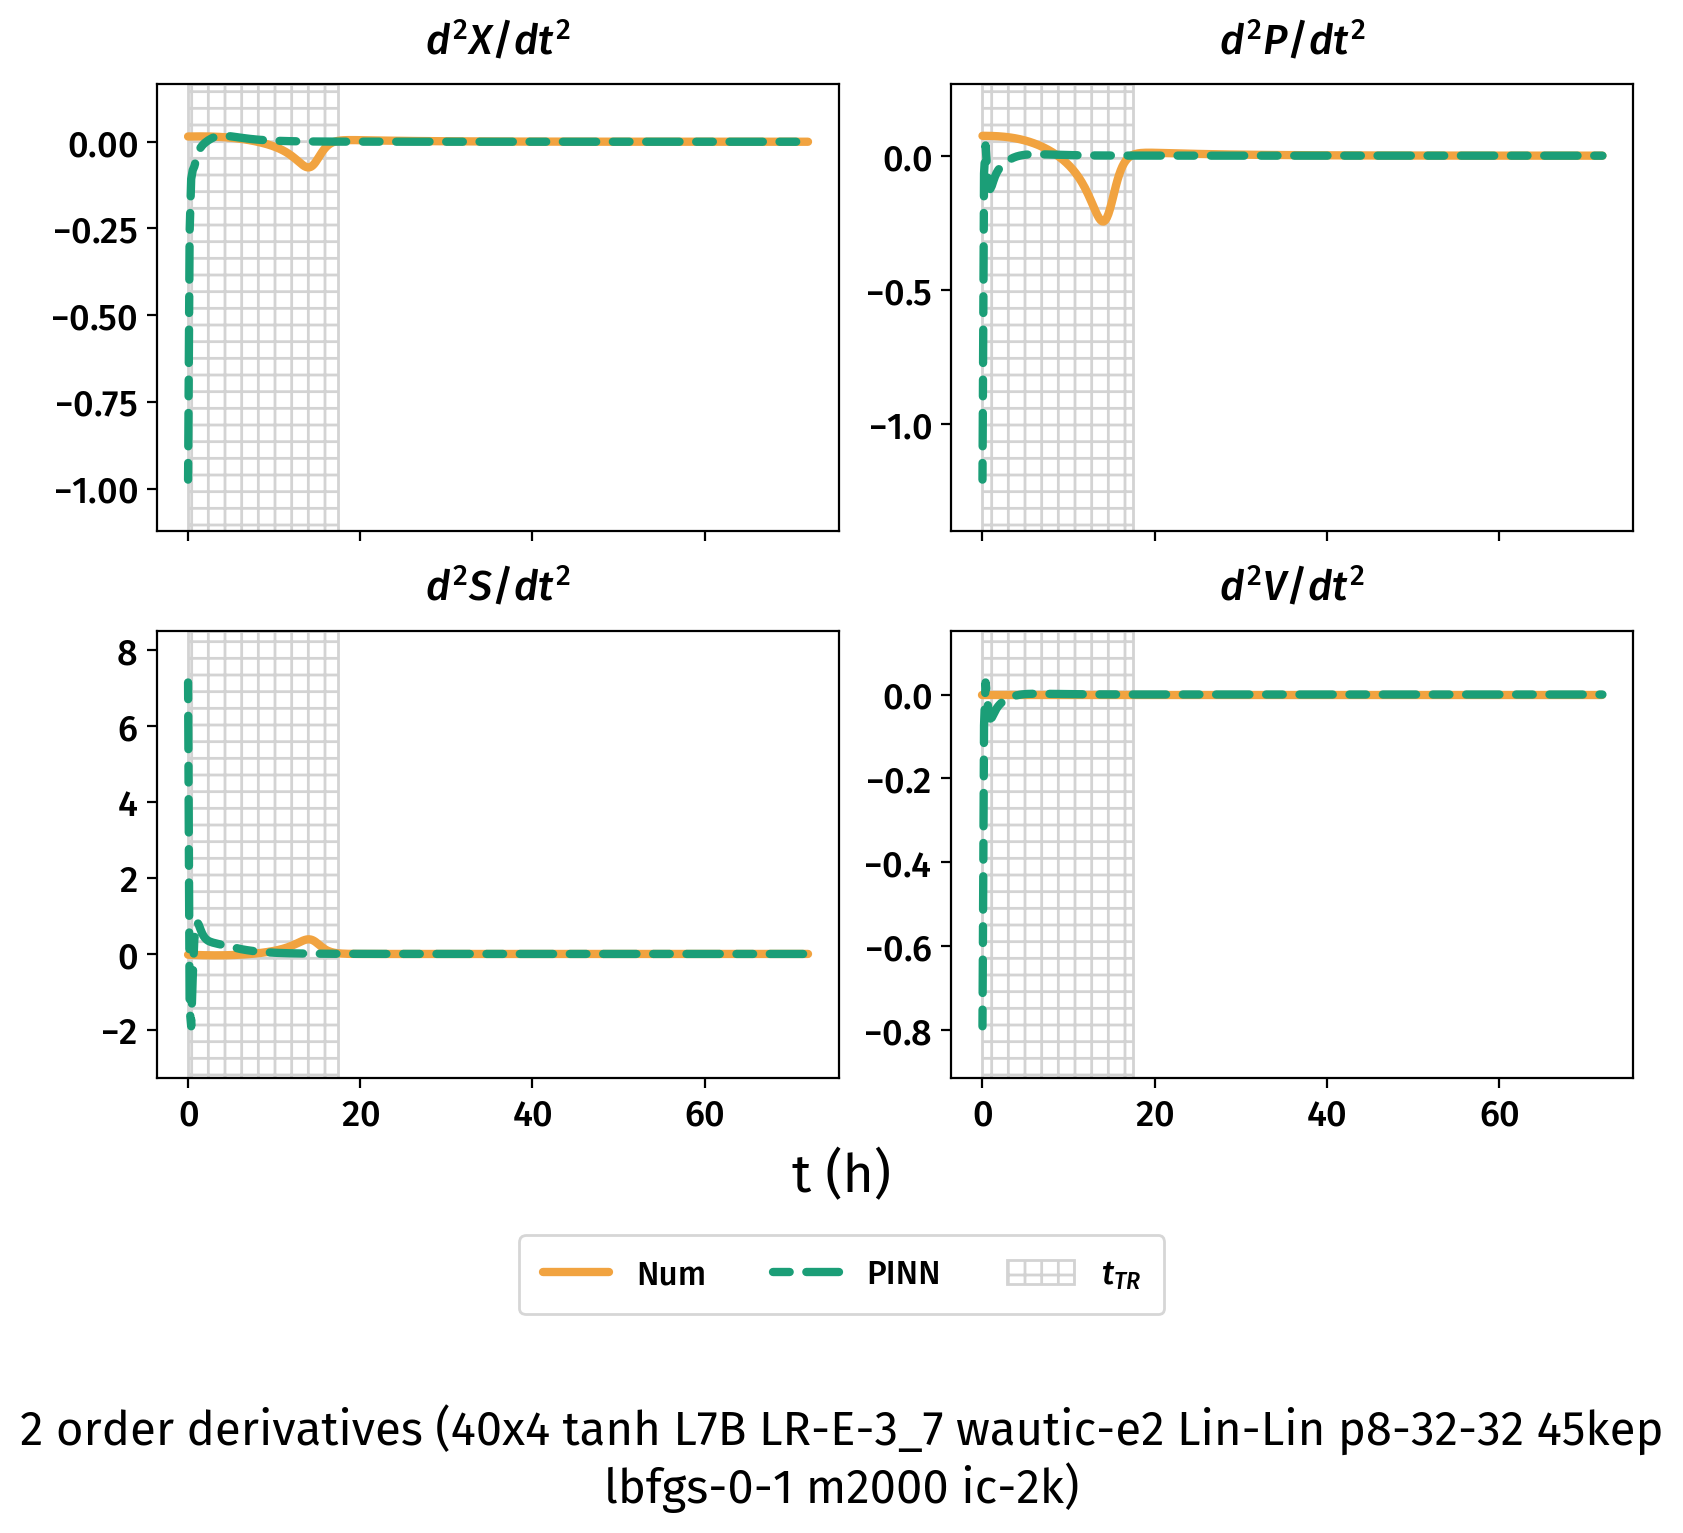 d²X/dt²
d²P/dt²
0.00
−0.25
−0.50
−0.75
−1.00
0.0
−0.5
−1.0
d²S/dt²
d²V/dt²
8
6
4
2
0
−2
0.0
−0.2
−0.4
−0.6
−0.8
0 20 40 60
0 20 40 60
t (h)
Num PINN t_TR
2 order derivatives (40x4 tanh L7B LR-E-3_7 wautic-e2 Lin-Lin p8-32-32 45kep
lbfgs-0-1 m2000 ic-2k)